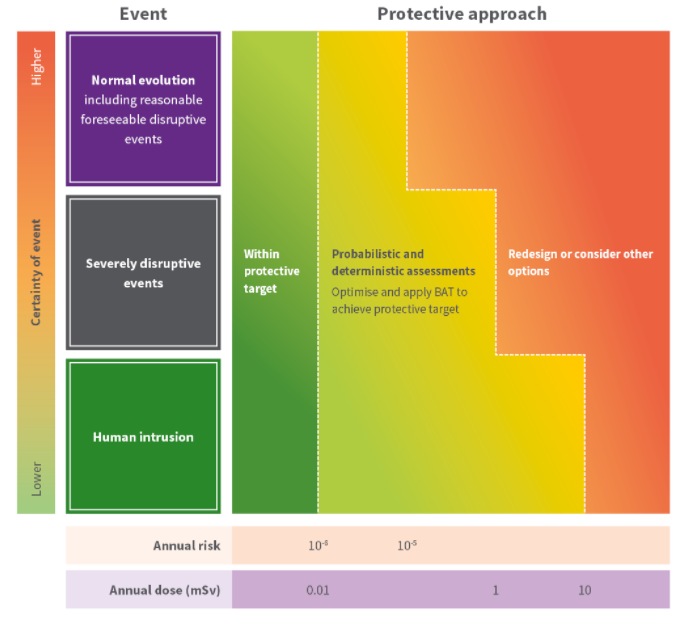 Event
Protective approach
Higher
Certainty of event
Lower
Normal evolution
including reasonable
foreseeable disruptive
events
Severely disruptive
events
Human intrusion
Within
protective
target
Probabilistic and
deterministic assessments
Optimise and apply BAT to
achieve protective target
Redesign or consider other
options
Annual risk 10⁻⁶ 10⁻⁵
Annual dose (mSv) 0.01 1 10